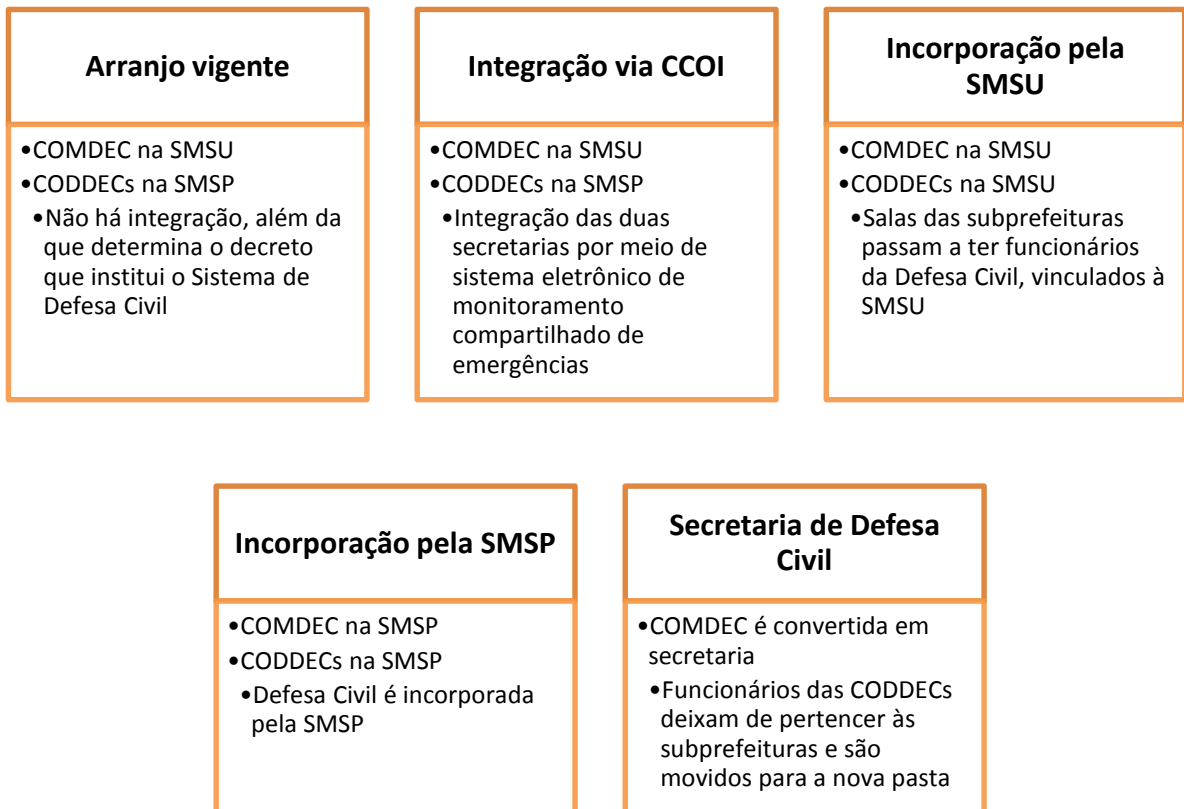 Arranjo vigente
•COMDEC na SMSU
•CODDECs na SMSP
•Não há integração, além da
que determina o decreto
que institui o Sistema de
Defesa Civil
Integração via CCOI
•COMDEC na SMSU
•CODDECs na SMSP
•Integração das duas
secretarias por meio de
sistema eletrônico de
monitoramento
compartilhado de
emergências
Incorporação pela
SMSU
•COMDEC na SMSU
•CODDECs na SMSU
•Salas das subprefeituras
passam a ter funcionários
da Defesa Civil, vinculados à
SMSU
Incorporação pela SMSP
•COMDEC na SMSP
•CODDECs na SMSP
•Defesa Civil é incorporada
pela SMSP
Secretaria de Defesa
Civil
•COMDEC é convertida em
secretaria
•Funcionários das CODDECs
deixam de pertencer às
subprefeituras e são
movidos para a nova pasta